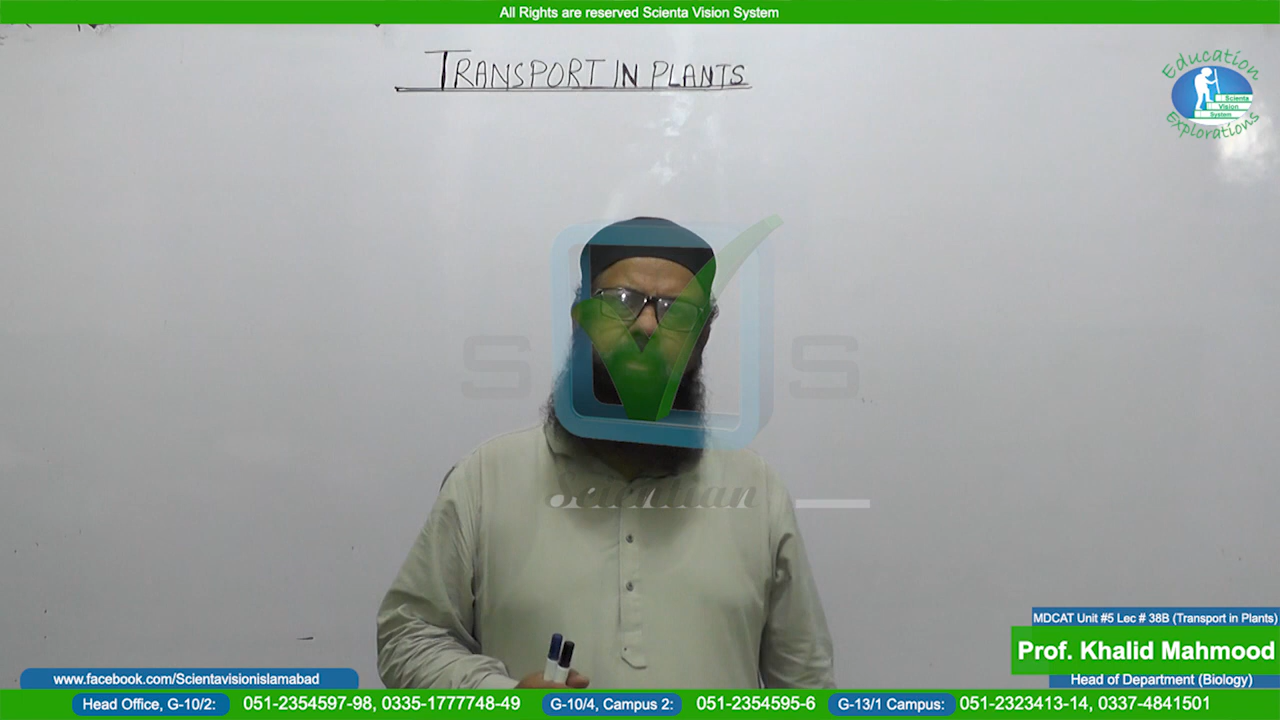 All Rights are reserved Scienta Vision System
TRANSPORT IN PLANTS
Education
Scienta
Vision
System
Explorations
S S
Scientian
MDCAT Unit #5 Lec # 38B (Transport in Plants)
Prof. Khalid Mahmood
Head of Department (Biology)
www.facebook.com/Scientavisionislamabad
Head Office, G-10/2: 051-2354597-98, 0335-1777748-49 G-10/4, Campus 2: 051-2354595-6 G-13/1 Campus: 051-2323413-14, 0337-4841501